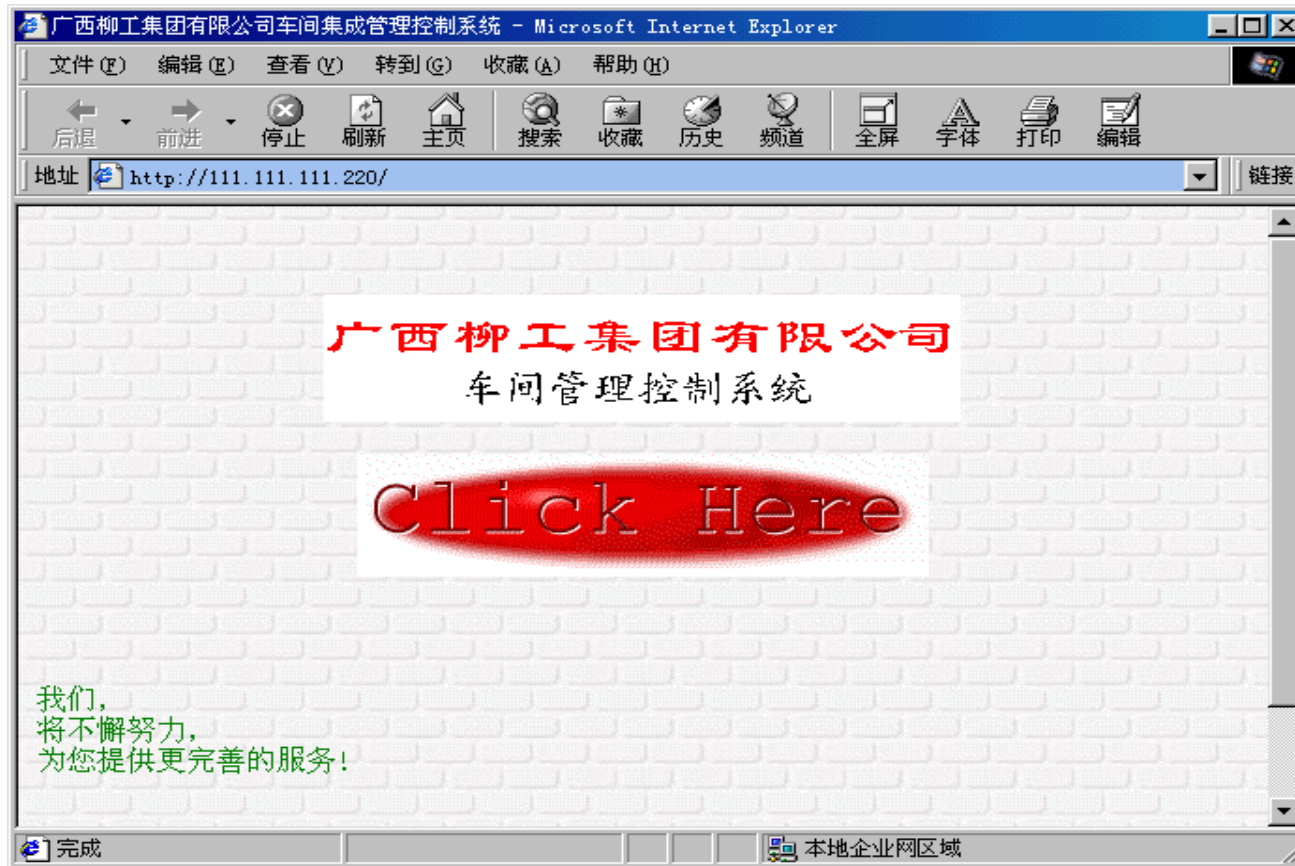 广西柳工集团有限公司车间集成管理控制系统 - Microsoft Internet Explorer
文件(F) 编辑(E) 查看(V) 转到(G) 收藏(A) 帮助(H)
后退 前进 停止 刷新 主页 搜索 收藏 历史 频道 全屏 字体 打印 编辑
地址 http://111.111.111.220/ 链接
广西柳工集团有限公司
车间管理控制系统
Click Here
我们,
将不懈努力,
为您提供更完善的服务!
完成 本地企业网区域